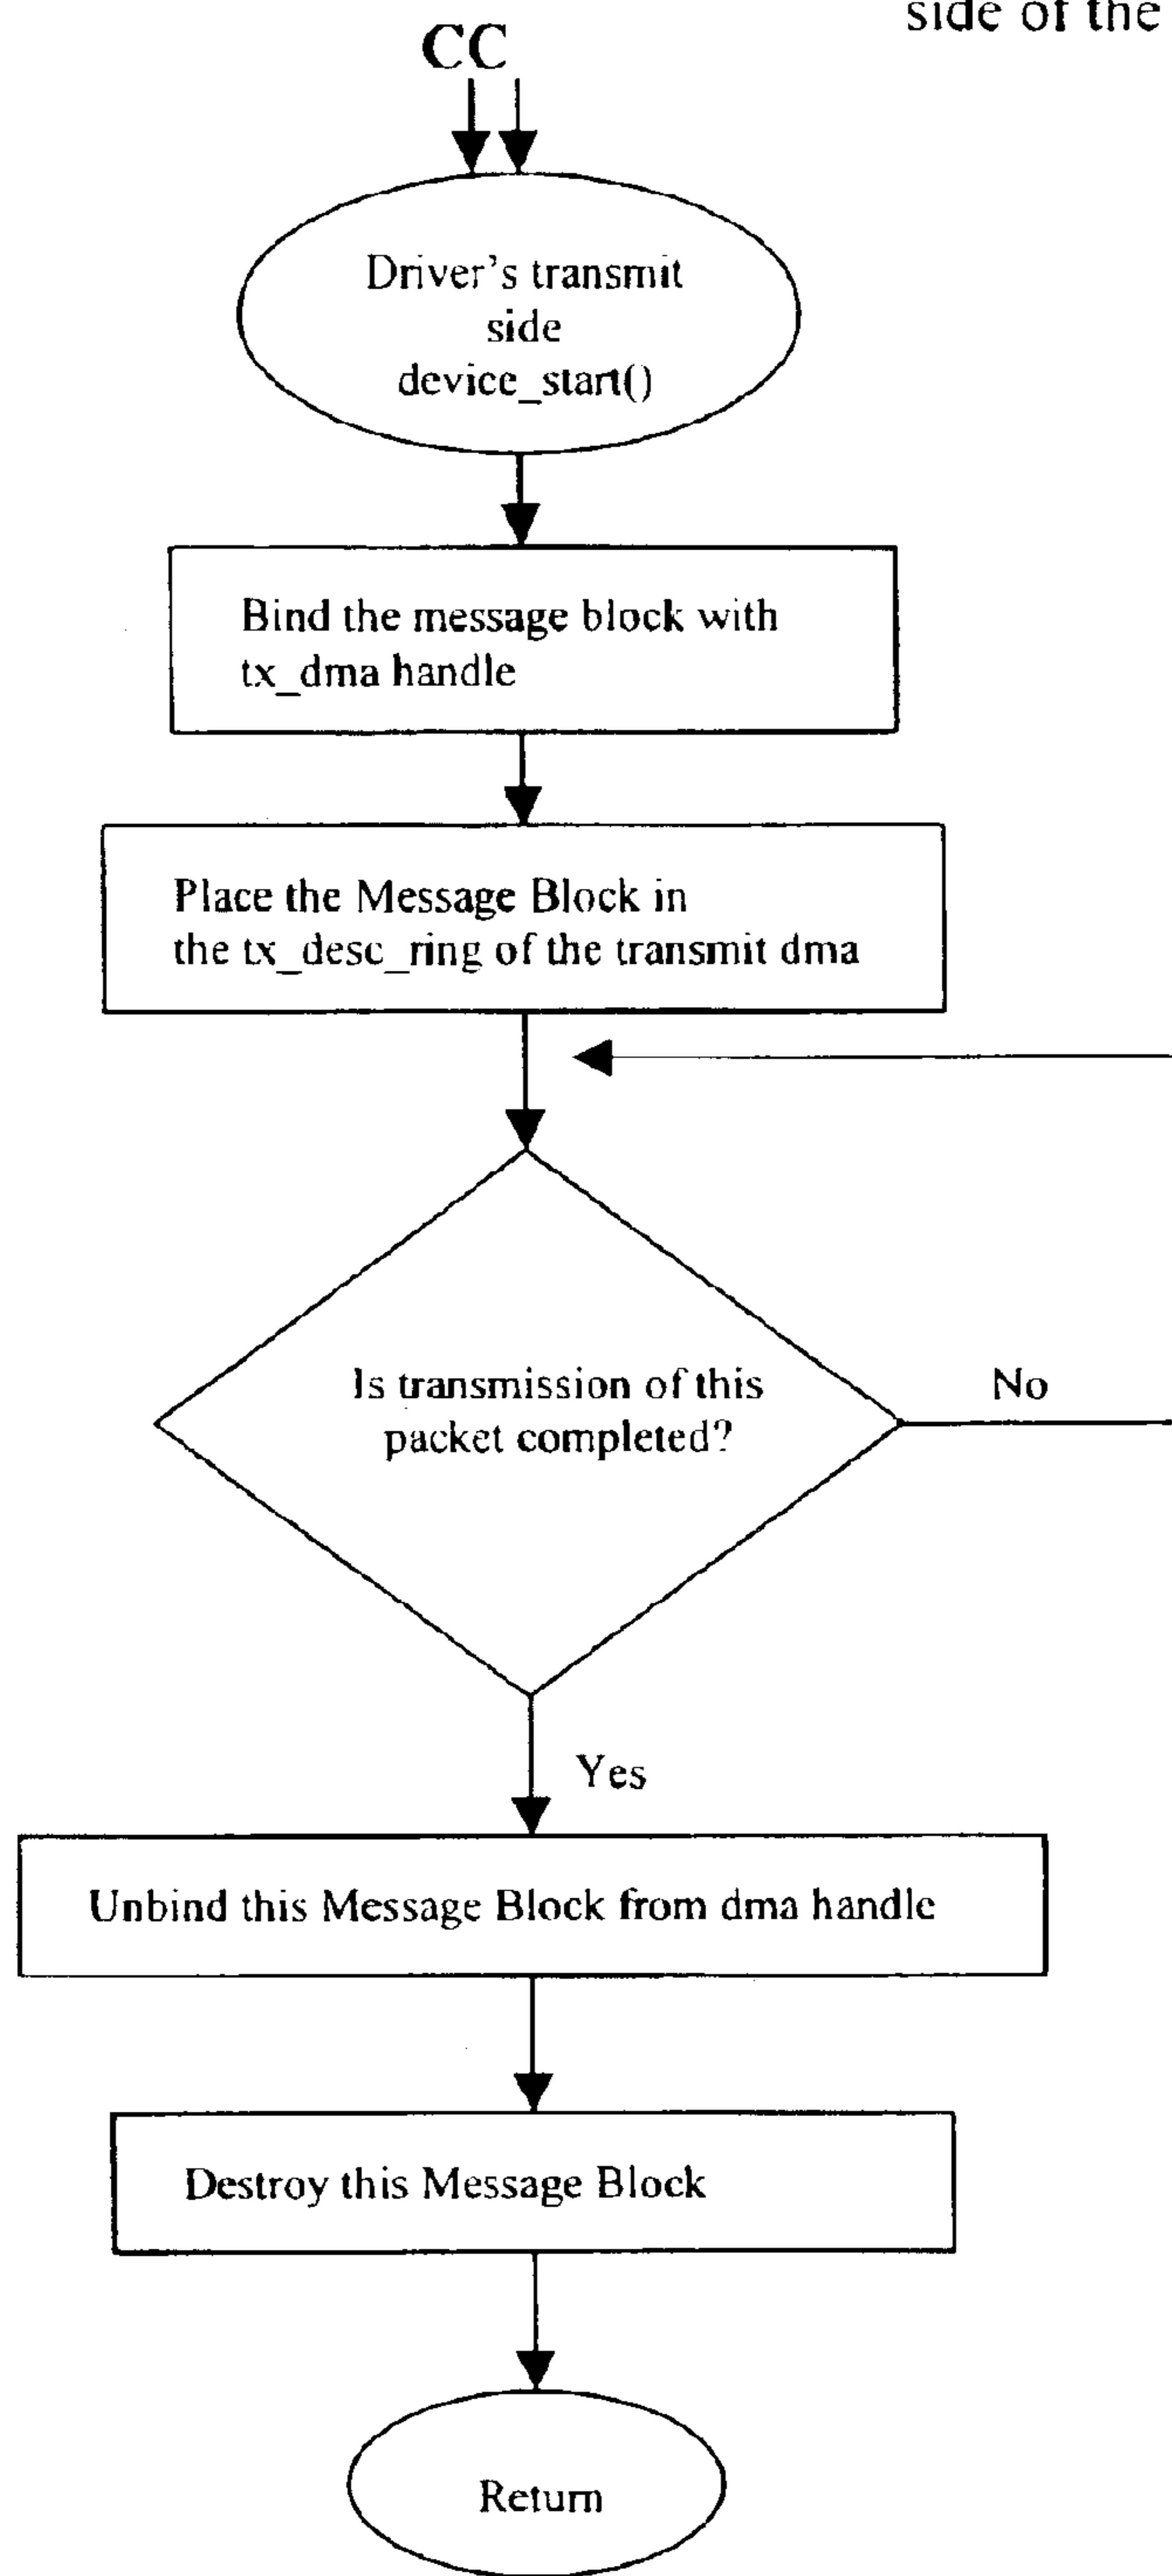 side of the
CC
Driver's transmit
side
device_start()
Bind the message block with
tx_dma handle
Place the Message Block in
the tx_desc_ring of the transmit dma
Is transmission of this
packet completed?
No
Yes
Unbind this Message Block from dma handle
Destroy this Message Block
Return